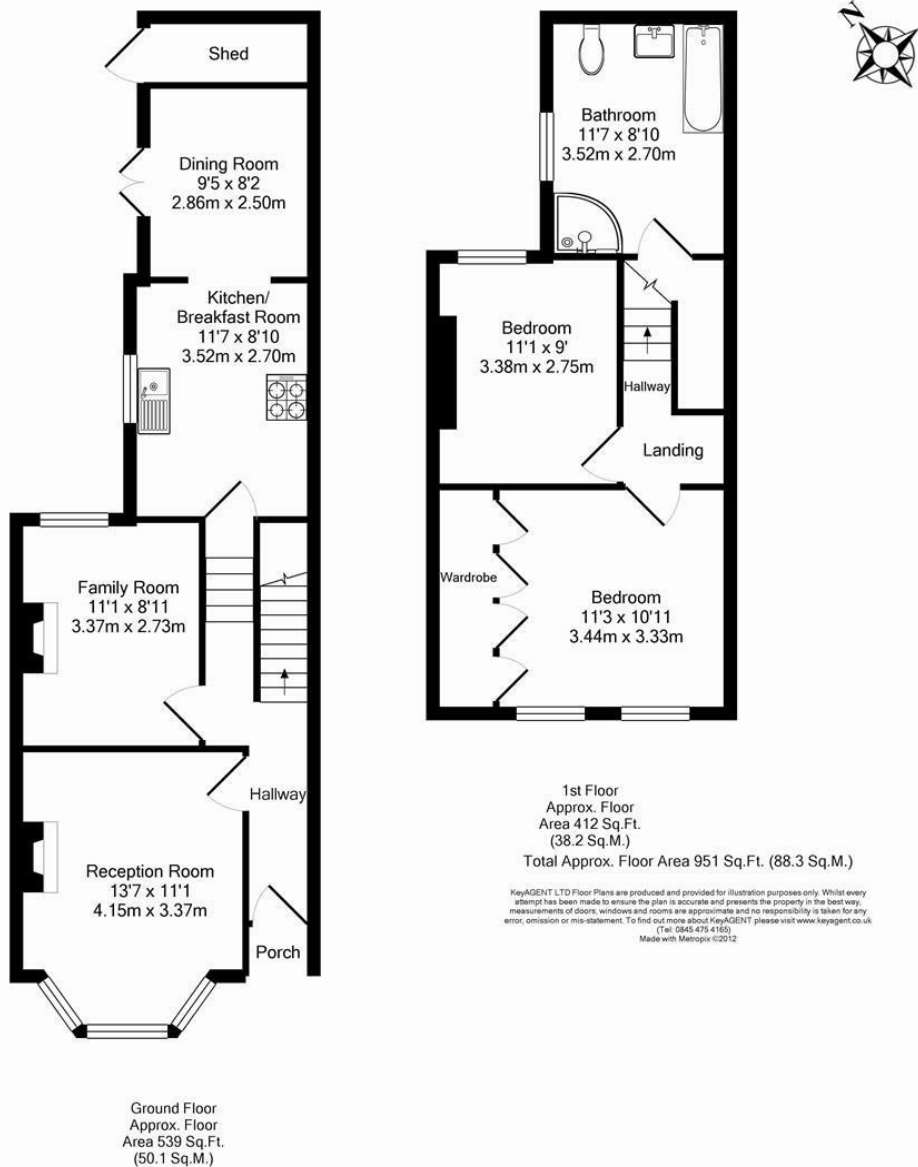 N
Shed
Dining Room
9'5 x 8'2
2.86m x 2.50m
Kitchen/
Breakfast Room
11'7 x 8'10
3.52m x 2.70m
Family Room
11'1 x 8'11
3.37m x 2.73m
Hallway
Reception Room
13'7 x 11'1
4.15m x 3.37m
Porch
Ground Floor
Approx. Floor
Area 539 Sq.Ft.
(50.1 Sq.M.)
Bathroom
11'7 x 8'10
3.52m x 2.70m
Bedroom
11'1 x 9'
3.38m x 2.75m
Hallway
Landing
Wardrobe
Bedroom
11'3 x 10'11
3.44m x 3.33m
1st Floor
Approx. Floor
Area 412 Sq.Ft.
(38.2 Sq.M.)
Total Approx. Floor Area 951 Sq.Ft. (88.3 Sq.M.)
KeyAGENT LTD Floor Plans are produced and provided for illustration purposes only. Whilst every
attempt has been made to ensure the plan is accurate and presents the property in the best way,
measurements of doors, windows and rooms are approximate and no responsibility is taken for any
error, omission or mis-statement. To find out more about KeyAGENT please visit www.keyagent.co.uk
(Tel: 0845 475 4165)
Made with Metropix ©2012